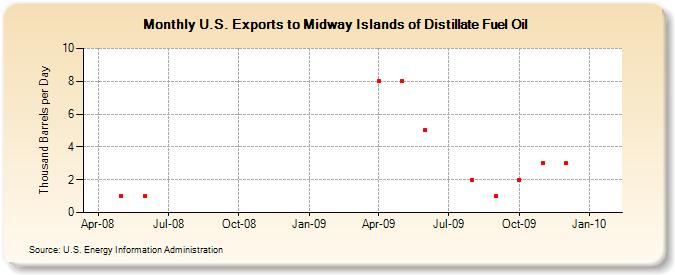 Monthly U.S. Exports to Midway Islands of Distillate Fuel Oil
Thousand Barrels per Day
10
8
6
4
2
0
Apr-08 Jul-08 Oct-08 Jan-09 Apr-09 Jul-09 Oct-09 Jan-10
Source: U.S. Energy Information Administration